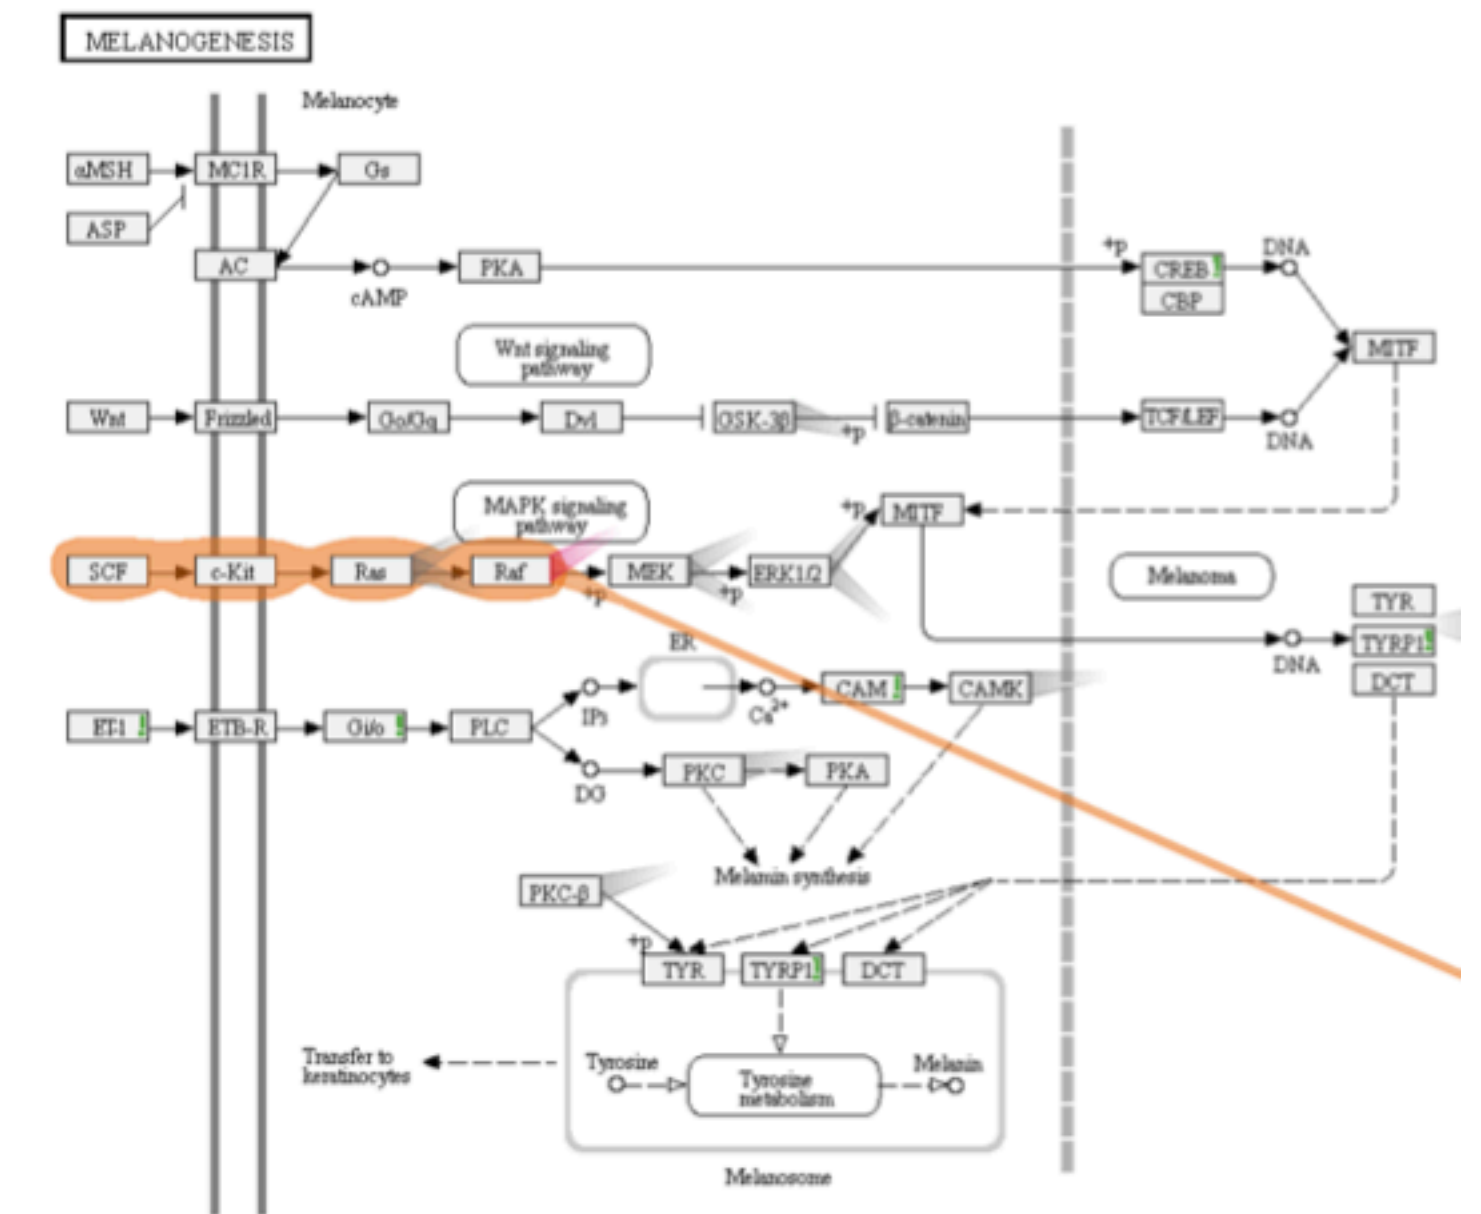 MELANOGENESIS
Melanocyte
αMSH
MC1R
Gs
ASP
AC
cAMP
PKA
+p
CREB
CBP
DNA
MITF
Wnt signaling
pathway
Wnt
Frizzled
Go/Gq
Dvl
GSK-3β
+p
β-catenin
TCF/LEF
DNA
MAPK signaling
pathway
+p
MITF
SCF
c-Kit
Ras
Raf
+p
MEK
+p
ERK1/2
Melanoma
TYR
TYRP1
DCT
DNA
ER
IP3
Ca2+
CAM
CAMK
ET-1
ETB-R
Gi/o
PLC
DG
PKC
PKA
Melanin synthesis
PKC-β
+p
TYR
TYRP1
DCT
Transfer to
keratinocytes
Tyrosine
Tyrosine
metabolism
Melanin
Melanosome